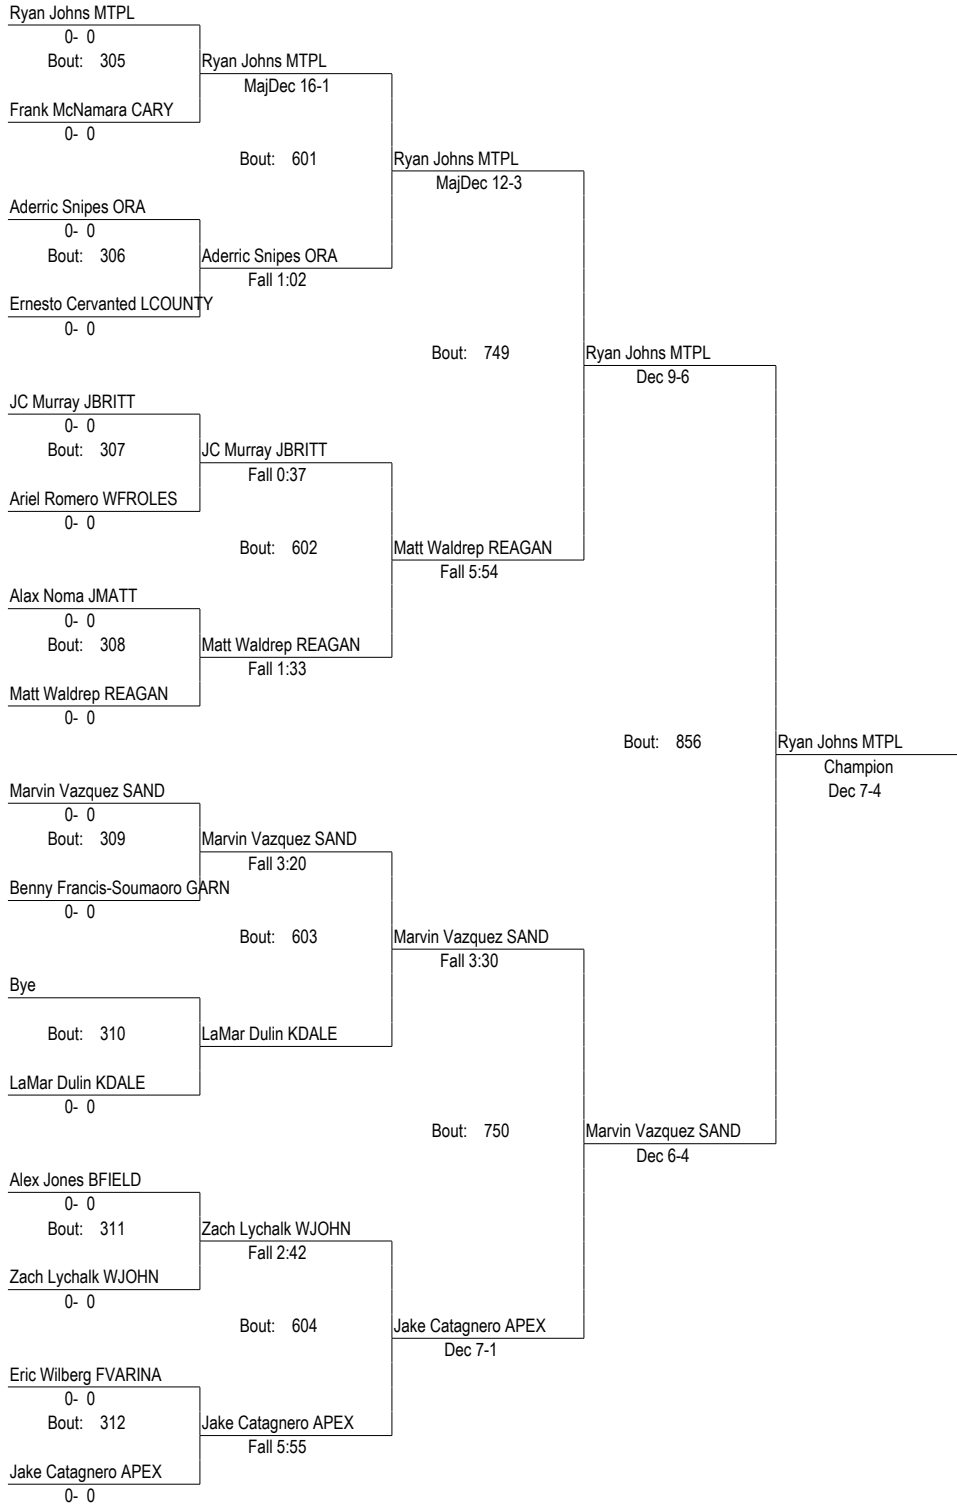 Ryan Johns MTPL
0- 0
Bout: 305
Ryan Johns MTPL
MajDec 16-1
Frank McNamara CARY
0- 0
Bout: 601
Ryan Johns MTPL
MajDec 12-3
Aderric Snipes ORA
0- 0
Bout: 306
Aderric Snipes ORA
Fall 1:02
Ernesto Cervanted LCOUNTY
0- 0
Bout: 749
Ryan Johns MTPL
Dec 9-6
JC Murray JBRITT
0- 0
Bout: 307
JC Murray JBRITT
Fall 0:37
Ariel Romero WFROLES
0- 0
Bout: 602
Matt Waldrep REAGAN
Fall 5:54
Alax Noma JMATT
0- 0
Bout: 308
Matt Waldrep REAGAN
Fall 1:33
Matt Waldrep REAGAN
0- 0
Bout: 856
Ryan Johns MTPL
Champion
Dec 7-4
Marvin Vazquez SAND
0- 0
Bout: 309
Marvin Vazquez SAND
Fall 3:20
Benny Francis-Soumaoro GARN
0- 0
Bout: 603
Marvin Vazquez SAND
Fall 3:30
Bye
Bout: 310
LaMar Dulin KDALE
LaMar Dulin KDALE
0- 0
Bout: 750
Marvin Vazquez SAND
Dec 6-4
Alex Jones BFIELD
0- 0
Bout: 311
Zach Lychalk WJOHN
Fall 2:42
Zach Lychalk WJOHN
0- 0
Bout: 604
Jake Catagnero APEX
Dec 7-1
Eric Wilberg FVARINA
0- 0
Bout: 312
Jake Catagnero APEX
Fall 5:55
Jake Catagnero APEX
0- 0